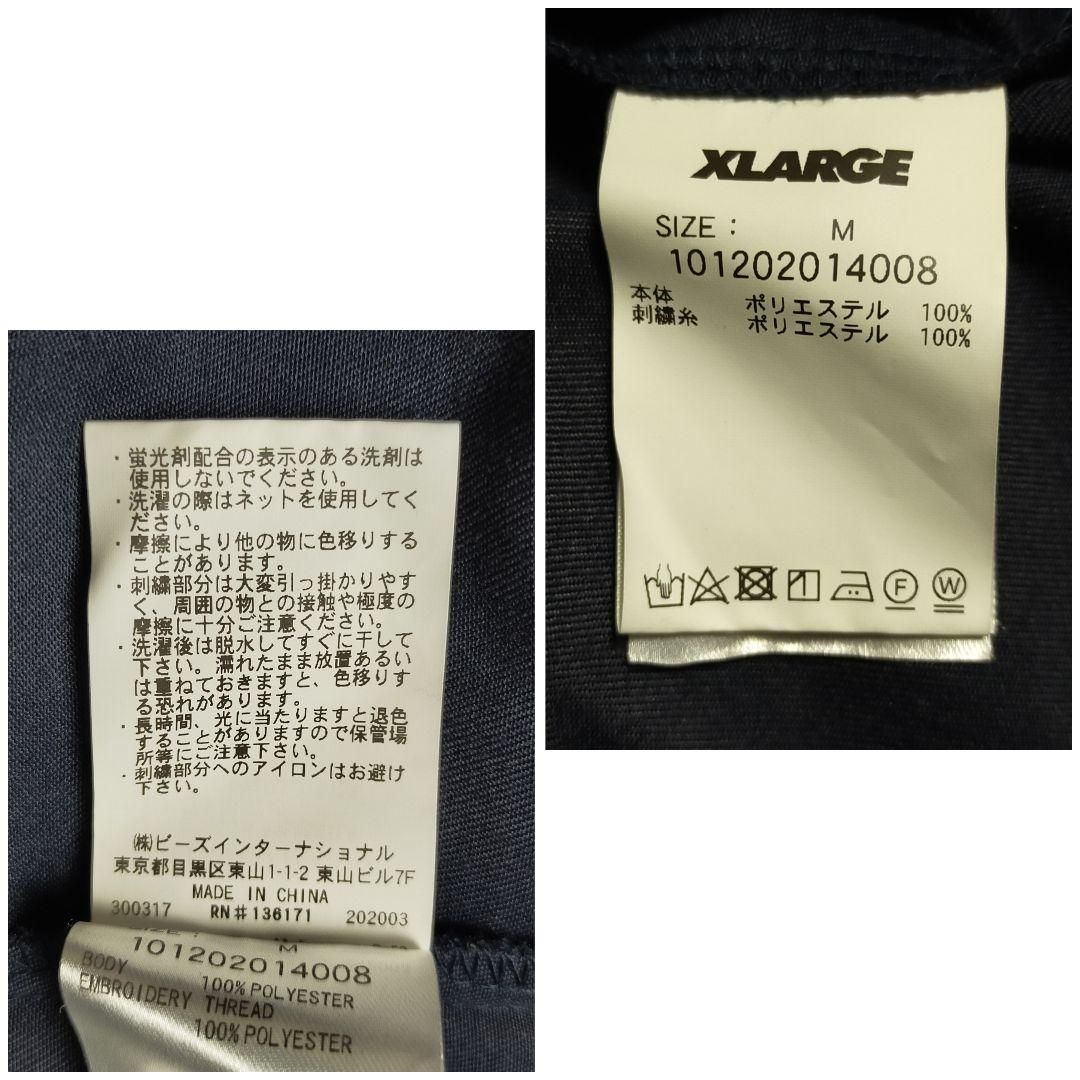 XLARGE
SIZE : M
101202014008
本体 ポリエステル 100%
刺繍糸 ポリエステル 100%
F
W
・蛍光剤配合の表示のある洗剤は
使用しないでください。
・洗濯の際はネットを使用してく
ださい。
・摩擦により他の物に色移りする
ことがあります。
・刺繍部分は大変引っ掛かりやす
く、周囲の物との接触や極度の
摩擦に十分ご注意ください。
・洗濯後は脱水してすぐに干して
下さい。濡れたまま放置あるい
は重ねておきますと、色移りす
る恐れがあります。
・長時間、光に当たりますと退色
することがありますので保管場
所等にご注意下さい。
・刺繍部分へのアイロンはお避け
下さい。
㈱ビーズインターナショナル
東京都目黒区東山1-1-2 東山ビル7F
MADE IN CHINA
300317 RN#136171 202003
SIZE : M
101202014008
BODY
100% POLYESTER
EMBROIDERY THREAD
100% POLYESTER